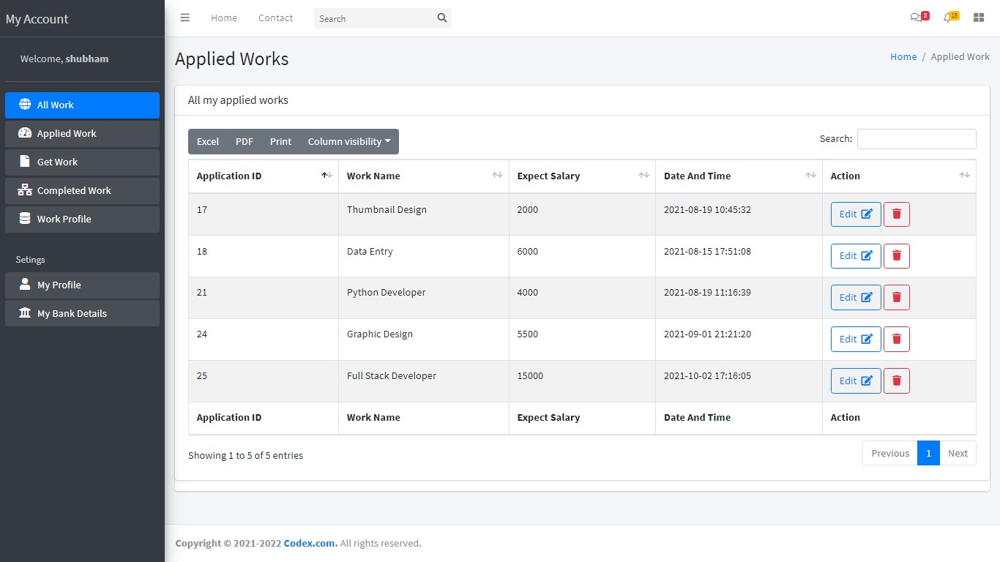 My Account
Home Contact Search 3 15
Welcome, shubham
All Work
Applied Work
Get Work
Completed Work
Work Profile
Setings
My Profile
My Bank Details
Applied Works
Home / Applied Work
All my applied works
Excel PDF Print Column visibility Search:
Application ID Work Name Expect Salary Date And Time Action
17 Thumbnail Design 2000 2021-08-19 10:45:32 Edit
18 Data Entry 6000 2021-08-15 17:51:08 Edit
21 Python Developer 4000 2021-08-19 11:16:39 Edit
24 Graphic Design 5500 2021-09-01 21:21:20 Edit
25 Full Stack Developer 15000 2021-10-02 17:16:05 Edit
Application ID Work Name Expect Salary Date And Time Action
Showing 1 to 5 of 5 entries Previous 1 Next
Copyright © 2021-2022 Codex.com. All rights reserved.